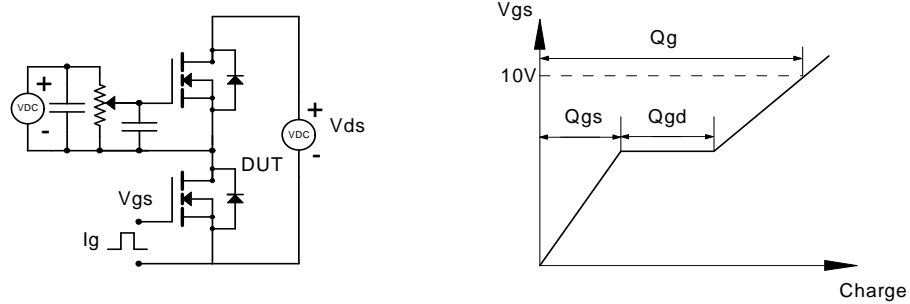 +
VDC
-
+
VDC
-
Vds
DUT
Vgs
Ig
Vgs
Qg
10V
Qgs
Qgd
Charge